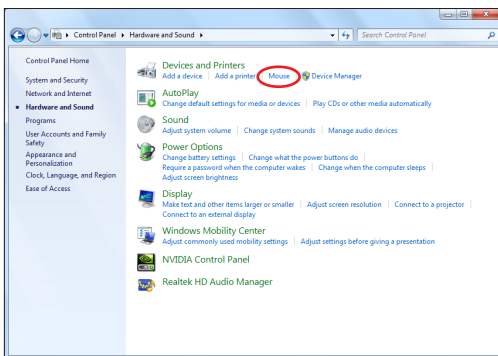 Control Panel ▸ Hardware and Sound ▸
Search Control Panel
Control Panel Home
System and Security
Network and Internet
Hardware and Sound
Programs
User Accounts and Family
Safety
Appearance and
Personalization
Clock, Language, and Region
Ease of Access
Devices and Printers
Add a device | Add a printer | Mouse | Device Manager
AutoPlay
Change default settings for media or devices | Play CDs or other media automatically
Sound
Adjust system volume | Change system sounds | Manage audio devices
Power Options
Change battery settings | Change what the power buttons do |
Require a password when the computer wakes | Change when the computer sleeps |
Adjust screen brightness
Display
Make text and other items larger or smaller | Adjust screen resolution | Connect to a projector |
Connect to an external display
Windows Mobility Center
Adjust commonly used mobility settings | Adjust settings before giving a presentation
NVIDIA Control Panel
Realtek HD Audio Manager